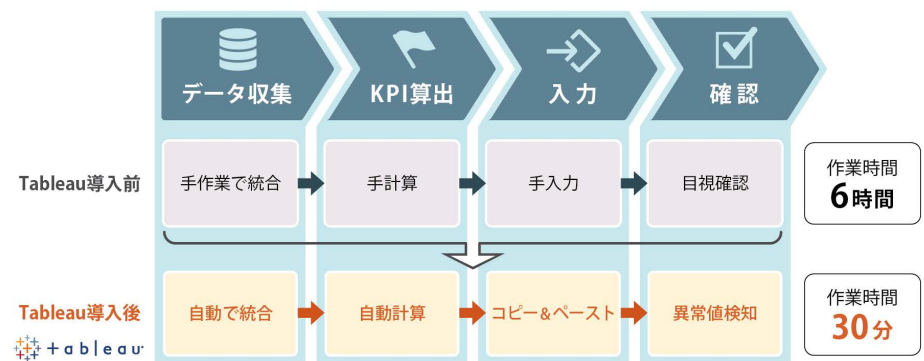 データ収集
KPI算出
入力
確認
Tableau導入前
手作業で統合
手計算
手入力
目視確認
作業時間
6時間
Tableau導入後
自動で統合
自動計算
コピー&ペースト
異常値検知
作業時間
30分
+ableau